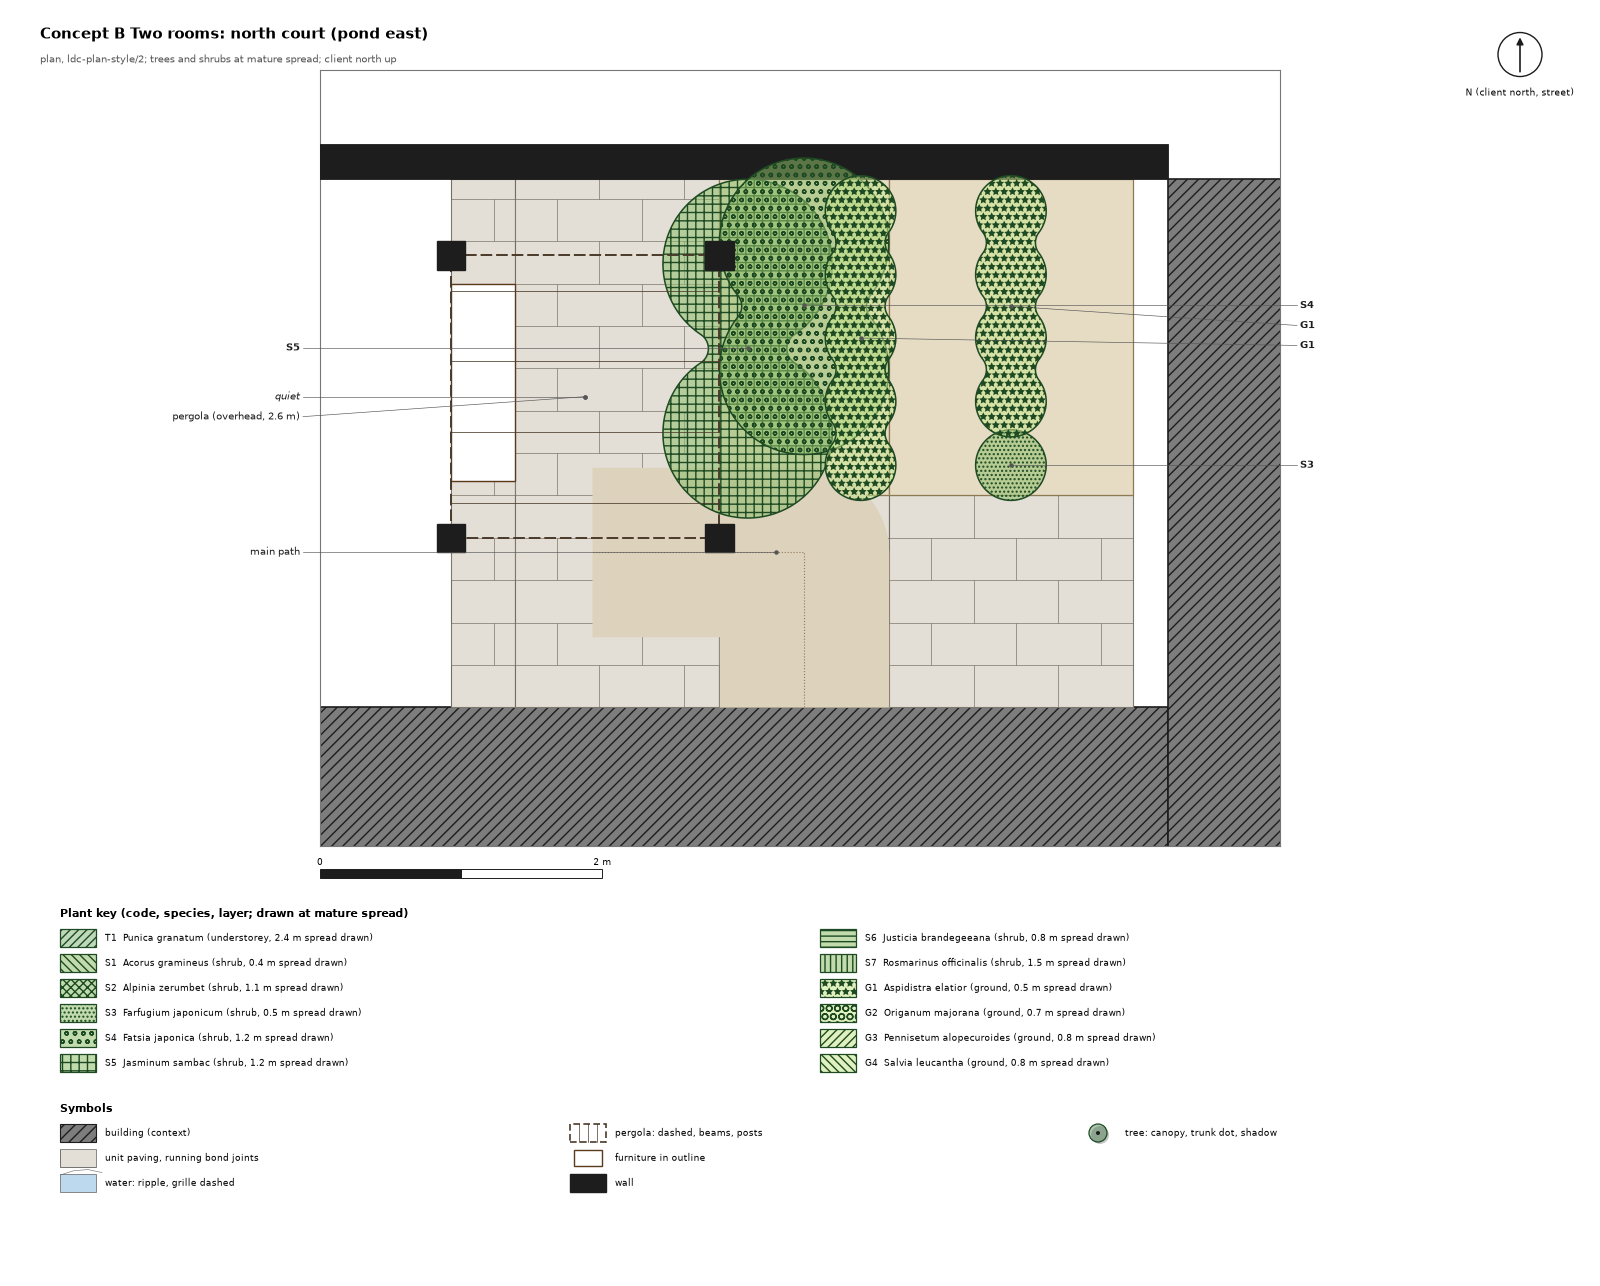 Concept B Two rooms: north court (pond east)
plan, ldc-plan-style/2; trees and shrubs at mature spread; client north up
N (client north, street)
S4
G1
G1
S5
quiet
pergola (overhead, 2.6 m)
S3
main path
0
2 m
Plant key (code, species, layer; drawn at mature spread)
T1 Punica granatum (understorey, 2.4 m spread drawn)
S1 Acorus gramineus (shrub, 0.4 m spread drawn)
S2 Alpinia zerumbet (shrub, 1.1 m spread drawn)
S3 Farfugium japonicum (shrub, 0.5 m spread drawn)
S4 Fatsia japonica (shrub, 1.2 m spread drawn)
S5 Jasminum sambac (shrub, 1.2 m spread drawn)
S6 Justicia brandegeeana (shrub, 0.8 m spread drawn)
S7 Rosmarinus officinalis (shrub, 1.5 m spread drawn)
G1 Aspidistra elatior (ground, 0.5 m spread drawn)
G2 Origanum majorana (ground, 0.7 m spread drawn)
G3 Pennisetum alopecuroides (ground, 0.8 m spread drawn)
G4 Salvia leucantha (ground, 0.8 m spread drawn)
Symbols
building (context)
unit paving, running bond joints
water: ripple, grille dashed
pergola: dashed, beams, posts
furniture in outline
wall
tree: canopy, trunk dot, shadow